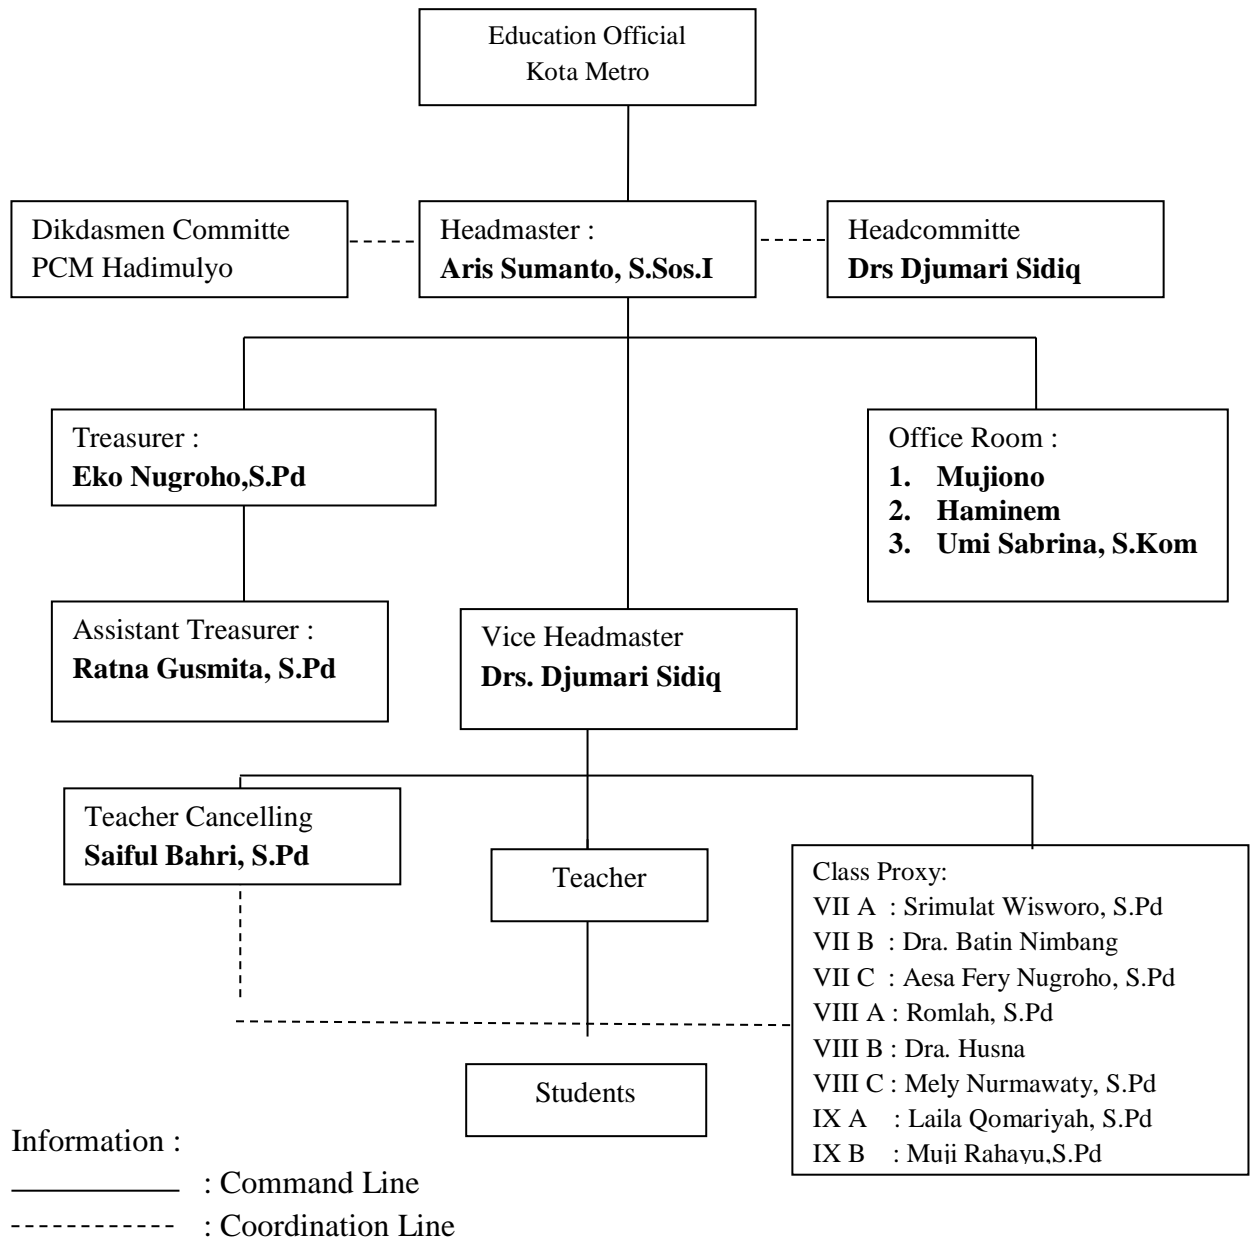 Education Official
Kota Metro
Dikdasmen Committe
PCM Hadimulyo
Headmaster :
Aris Sumanto, S.Sos.I
Headcommitte
Drs Djumari Sidiq
Treasurer :
Eko Nugroho,S.Pd
Office Room :
1. Mujiono
2. Haminem
3. Umi Sabrina, S.Kom
Assistant Treasurer :
Ratna Gusmita, S.Pd
Vice Headmaster
Drs. Djumari Sidiq
Teacher Cancelling
Saiful Bahri, S.Pd
Teacher
Class Proxy:
VII A : Srimulat Wisworo, S.Pd
VII B : Dra. Batin Nimbang
VII C : Aesa Fery Nugroho, S.Pd
VIII A : Romlah, S.Pd
VIII B : Dra. Husna
VIII C : Mely Nurmawaty, S.Pd
IX A : Laila Qomariyah, S.Pd
IX B : Muji Rahayu,S.Pd
Students
Information :
: Command Line
: Coordination Line